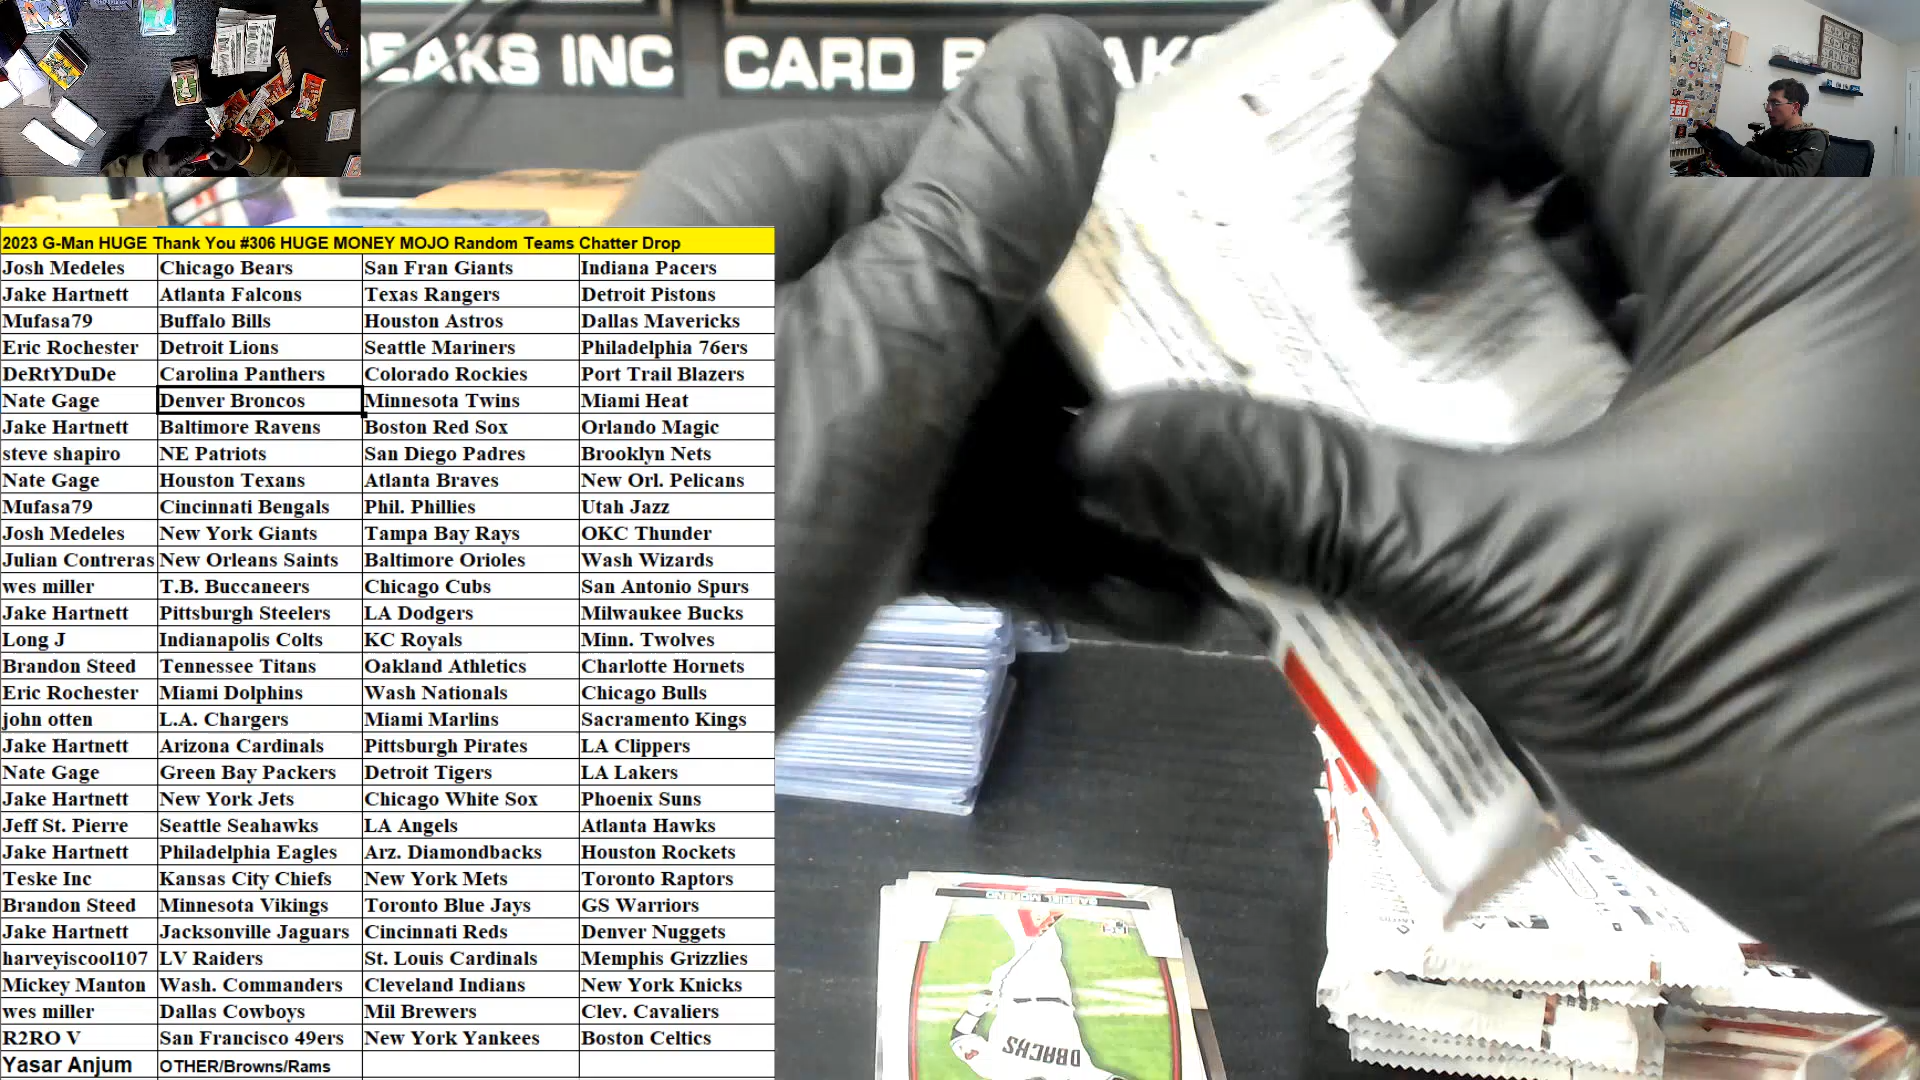 EAKS INC CARD B AK
2023 G-Man HUGE Thank You #306 HUGE MONEY MOJO Random Teams Chatter Drop
Josh Medeles Chicago Bears San Fran Giants Indiana Pacers
Jake Hartnett Atlanta Falcons Texas Rangers Detroit Pistons
Mufasa79 Buffalo Bills Houston Astros Dallas Mavericks
Eric Rochester Detroit Lions Seattle Mariners Philadelphia 76ers
DeRtYDuDe Carolina Panthers Colorado Rockies Port Trail Blazers
Nate Gage Denver Broncos Minnesota Twins Miami Heat
Jake Hartnett Baltimore Ravens Boston Red Sox Orlando Magic
steve shapiro NE Patriots San Diego Padres Brooklyn Nets
Nate Gage Houston Texans Atlanta Braves New Orl. Pelicans
Mufasa79 Cincinnati Bengals Phil. Phillies Utah Jazz
Josh Medeles New York Giants Tampa Bay Rays OKC Thunder
Julian Contreras New Orleans Saints Baltimore Orioles Wash Wizards
wes miller T.B. Buccaneers Chicago Cubs San Antonio Spurs
Jake Hartnett Pittsburgh Steelers LA Dodgers Milwaukee Bucks
Long J Indianapolis Colts KC Royals Minn. Twolves
Brandon Steed Tennessee Titans Oakland Athletics Charlotte Hornets
Eric Rochester Miami Dolphins Wash Nationals Chicago Bulls
john otten L.A. Chargers Miami Marlins Sacramento Kings
Jake Hartnett Arizona Cardinals Pittsburgh Pirates LA Clippers
Nate Gage Green Bay Packers Detroit Tigers LA Lakers
Jake Hartnett New York Jets Chicago White Sox Phoenix Suns
Jeff St. Pierre Seattle Seahawks LA Angels Atlanta Hawks
Jake Hartnett Philadelphia Eagles Arz. Diamondbacks Houston Rockets
Teske Inc Kansas City Chiefs New York Mets Toronto Raptors
Brandon Steed Minnesota Vikings Toronto Blue Jays GS Warriors
Jake Hartnett Jacksonville Jaguars Cincinnati Reds Denver Nuggets
harveyiscool107 LV Raiders St. Louis Cardinals Memphis Grizzlies
Mickey Manton Wash. Commanders Cleveland Indians New York Knicks
wes miller Dallas Cowboys Mil Brewers Clev. Cavaliers
R2RO V San Francisco 49ers New York Yankees Boston Celtics
Yasar Anjum OTHER/Browns/Rams
GABRIEL MORENO
DBACKS